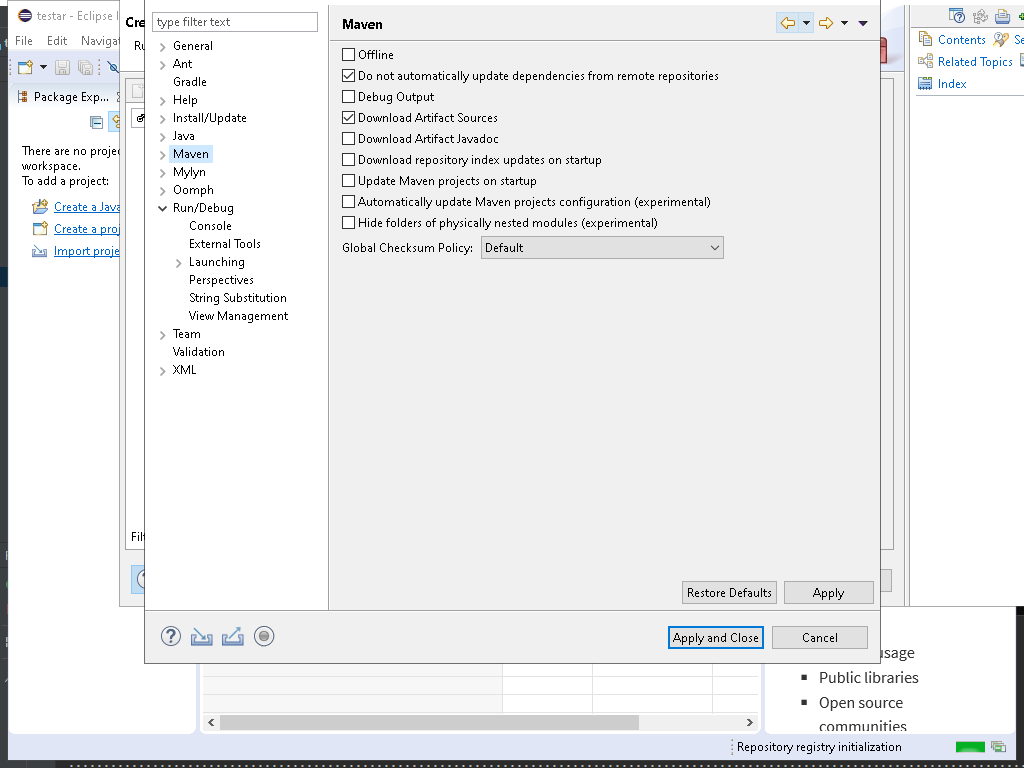 testar - Eclipse I
File Edit Navigat
Package Exp...
There are no projec
workspace.
To add a project:
Create a Java
Create a proj
Import proje
Cre
Ru
Filt
type filter text
General
Ant
Gradle
Help
Install/Update
Java
Maven
Mylyn
Oomph
Run/Debug
Console
External Tools
Launching
Perspectives
String Substitution
View Management
Team
Validation
XML
Maven
Offline
Do not automatically update dependencies from remote repositories
Debug Output
Download Artifact Sources
Download Artifact Javadoc
Download repository index updates on startup
Update Maven projects on startup
Automatically update Maven projects configuration (experimental)
Hide folders of physically nested modules (experimental)
Global Checksum Policy: Default
Restore Defaults Apply
Apply and Close Cancel
Contents Se
Related Topics
Index
usage
Public libraries
Open source
communities
Repository registry initialization